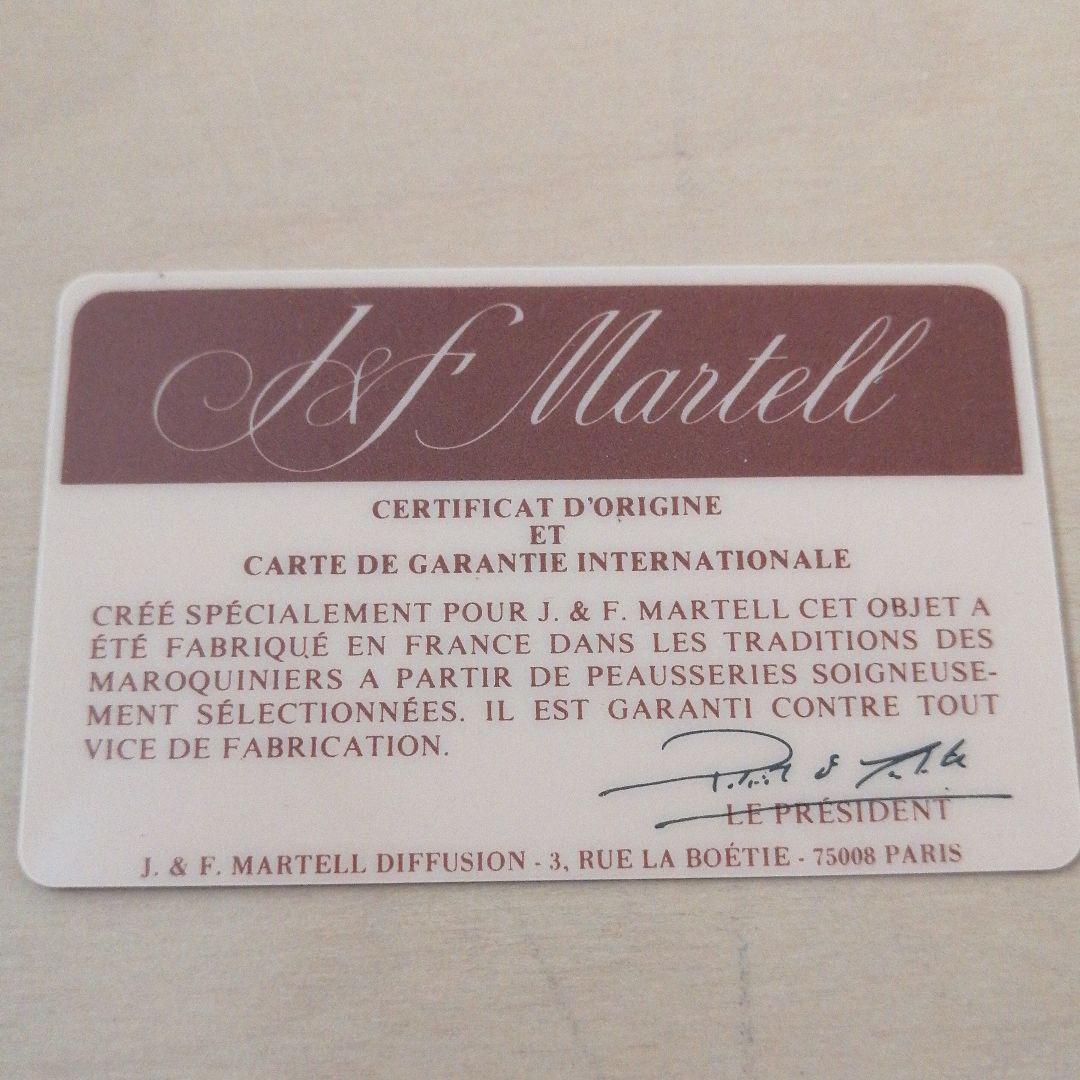 J&F Martell
CERTIFICAT D'ORIGINE
ET
CARTE DE GARANTIE INTERNATIONALE
CRÉÉ SPÉCIALEMENT POUR J. & F. MARTELL CET OBJET A
ÉTÉ FABRIQUÉ EN FRANCE DANS LES TRADITIONS DES
MAROQUINIERS A PARTIR DE PEAUSSERIES SOIGNEUSE-
MENT SÉLECTIONNÉES. IL EST GARANTI CONTRE TOUT
VICE DE FABRICATION.
LE PRÉSIDENT
J. & F. MARTELL DIFFUSION - 3, RUE LA BOÉTIE - 75008 PARIS